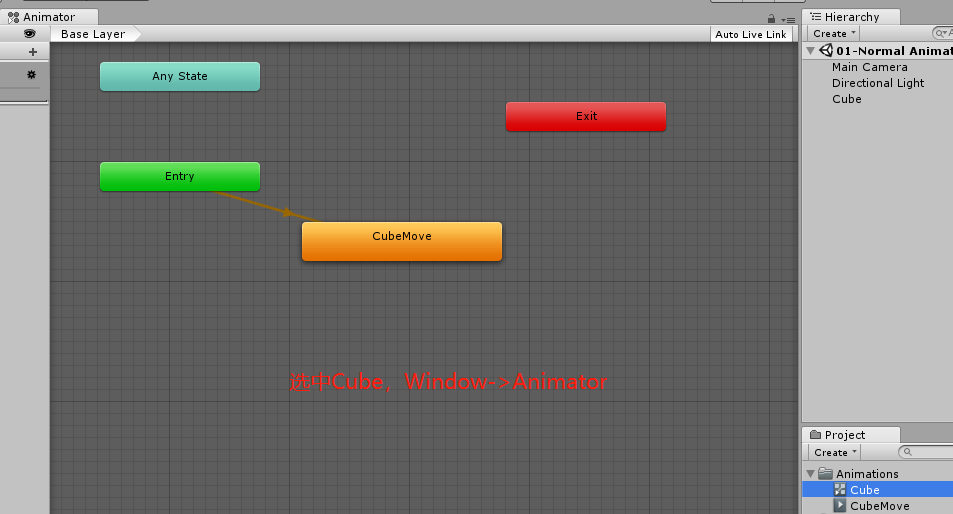 Animator
Base Layer
Auto Live Link
Any State
Exit
Entry
CubeMove
选中Cube，Window->Animator
Hierarchy
Create
01-Normal Animat
Main Camera
Directional Light
Cube
Project
Create
Animations
Cube
CubeMove